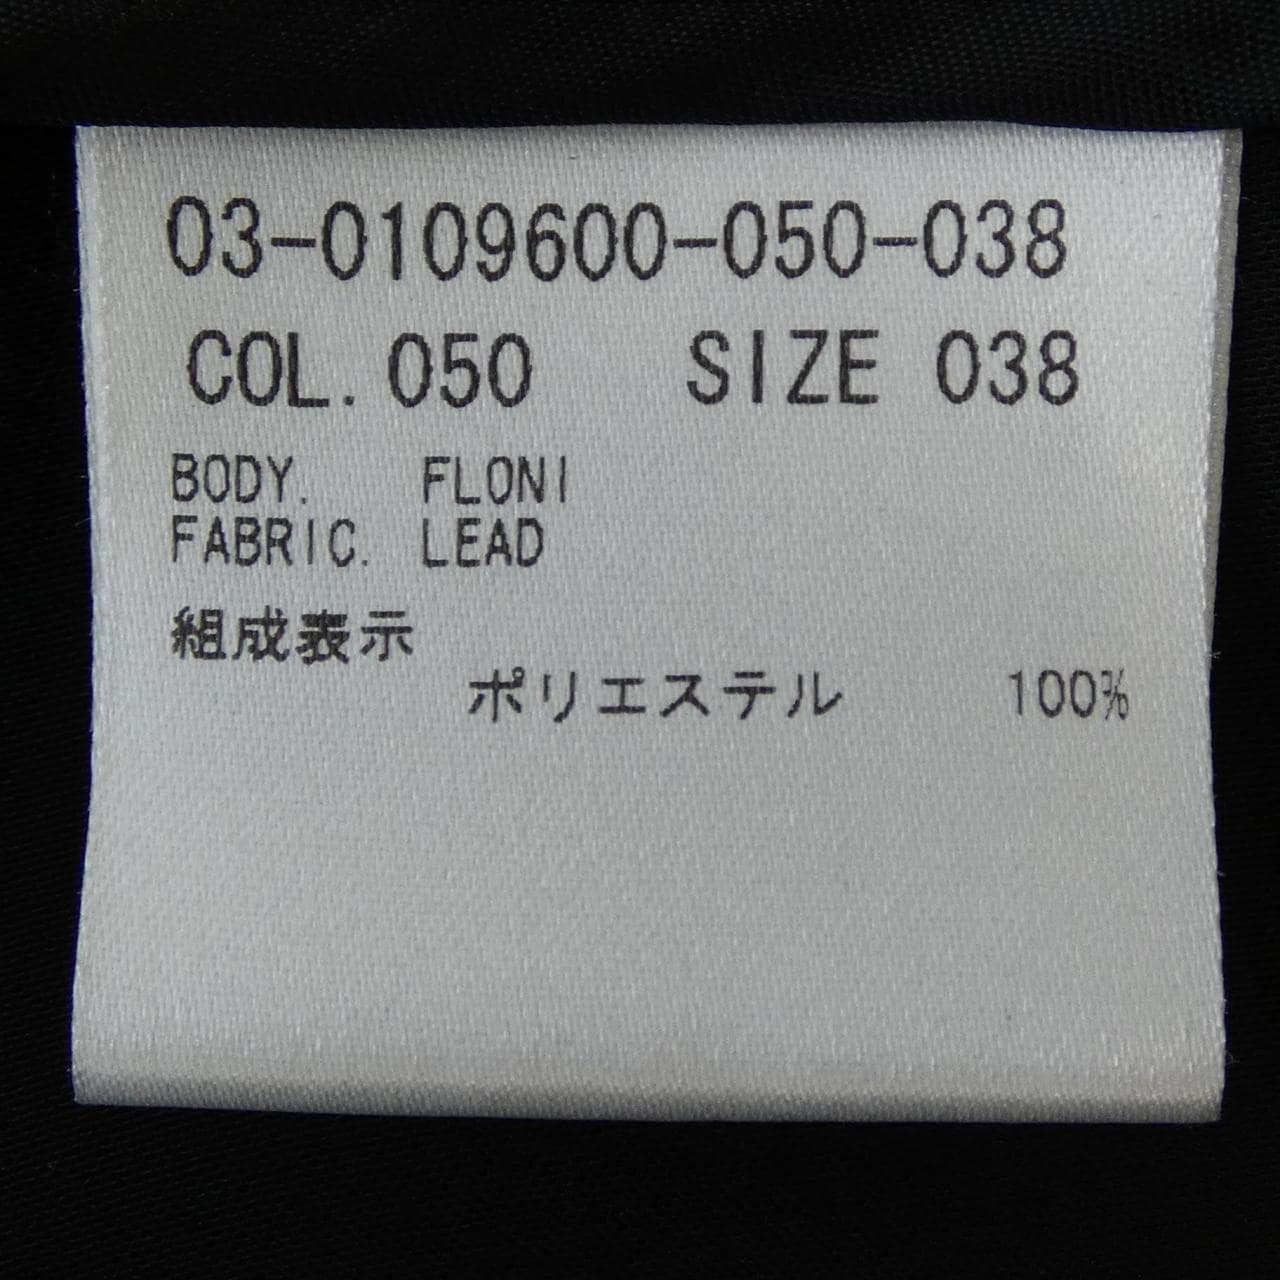 03-0109600-050-038
COL. 050 SIZE 038
BODY. FLONI
FABRIC. LEAD
組成表示
ポリエステル 100%